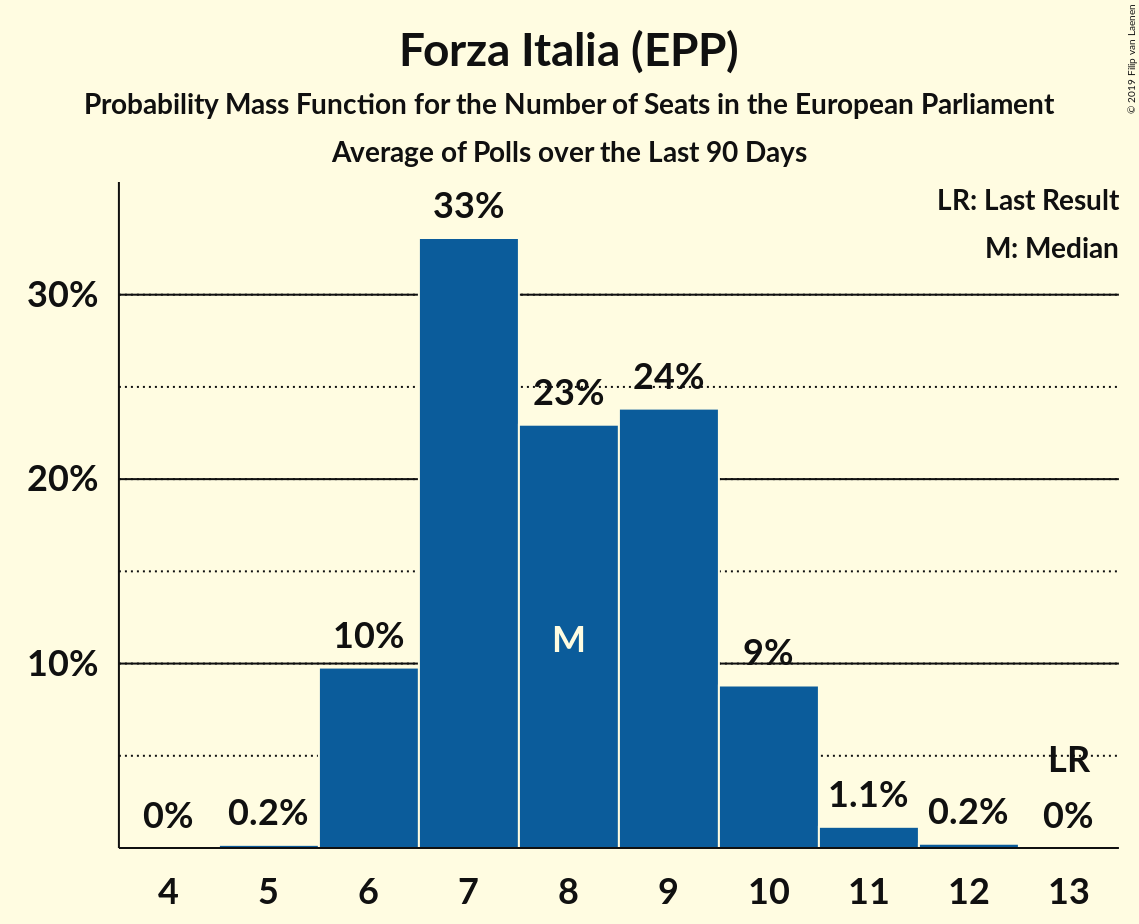 Forza Italia (EPP)
Probability Mass Function for the Number of Seats in the European Parliament
Average of Polls over the Last 90 Days
© 2019 Filip van Laenen
LR: Last Result
M: Median
33%
30%
24%
23%
20%
M
10%
10%
9%
LR
0%
0.2%
1.1%
0.2%
0%
4 5 6 7 8 9 10 11 12 13